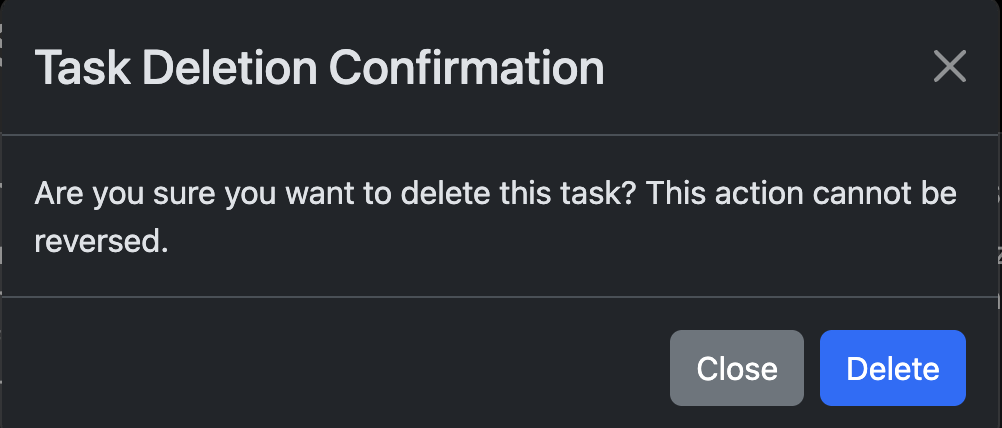 Task Deletion Confirmation
Are you sure you want to delete this task? This action cannot be
reversed.
Close Delete